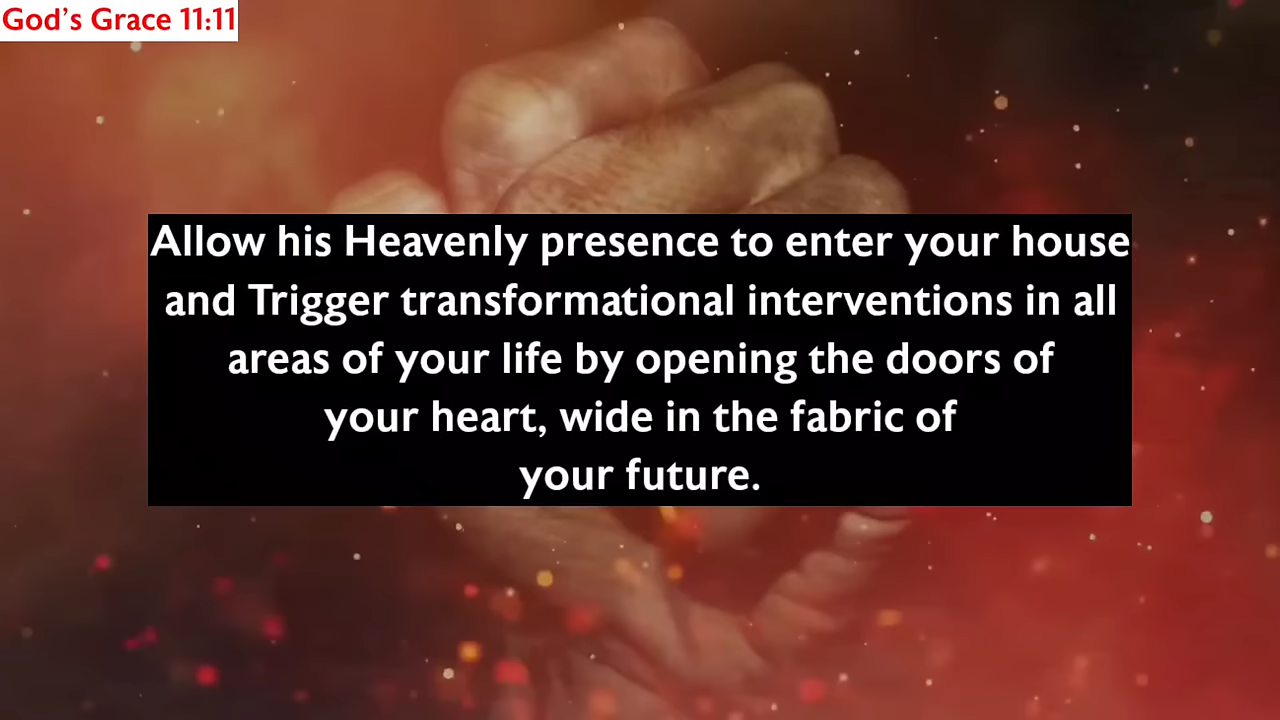 God's Grace 11:11
Allow his Heavenly presence to enter your house
and Trigger transformational interventions in all
areas of your life by opening the doors of
your heart, wide in the fabric of
your future.